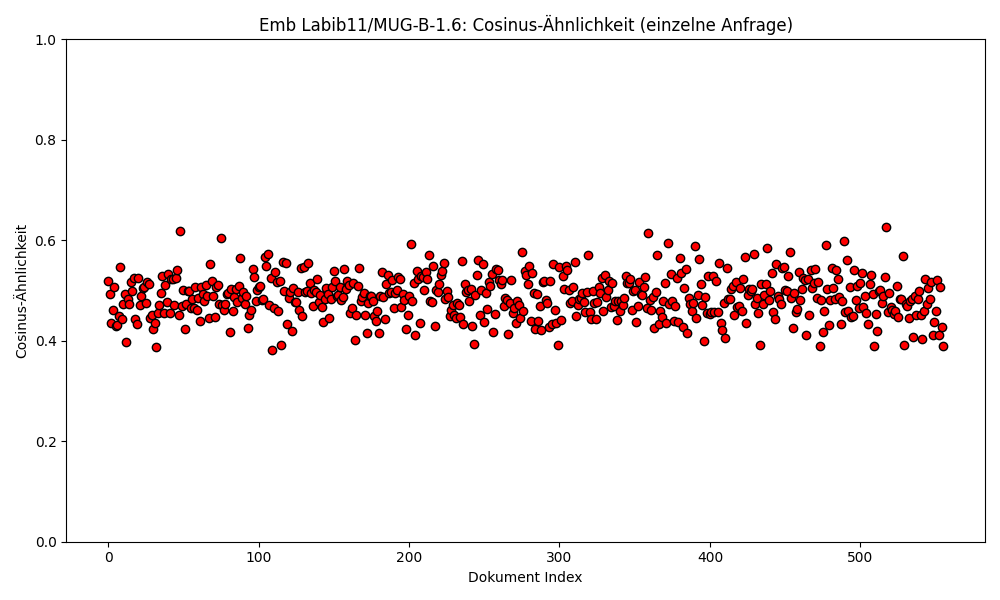 Emb Labib11/MUG-B-1.6: Cosinus-Ähnlichkeit (einzelne Anfrage)
1.0
0.8
0.6
0.4
0.2
0.0
Cosinus-Ähnlichkeit
0 100 200 300 400 500
Dokument Index